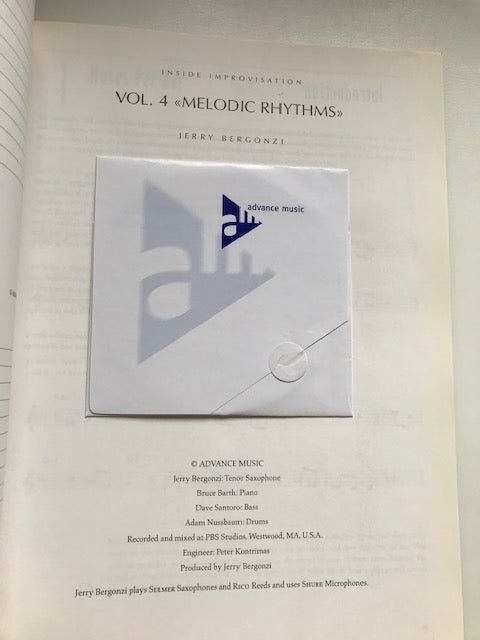 INSIDE IMPROVISATION
VOL. 4 «MELODIC RHYTHMS»
JERRY BERGONZI
advance music
© ADVANCE MUSIC
Jerry Bergonzi: Tenor Saxophone
Bruce Barth: Piano
Dave Santoro: Bass
Adam Nussbaum: Drums
Recorded and mixed at PBS Studios, Westwood, MA, U.S.A.
Engineer: Peter Kontrimas
Produced by Jerry Bergonzi
Jerry Bergonzi plays SELMER Saxophones and RICO Reeds and uses SHURE Microphones.